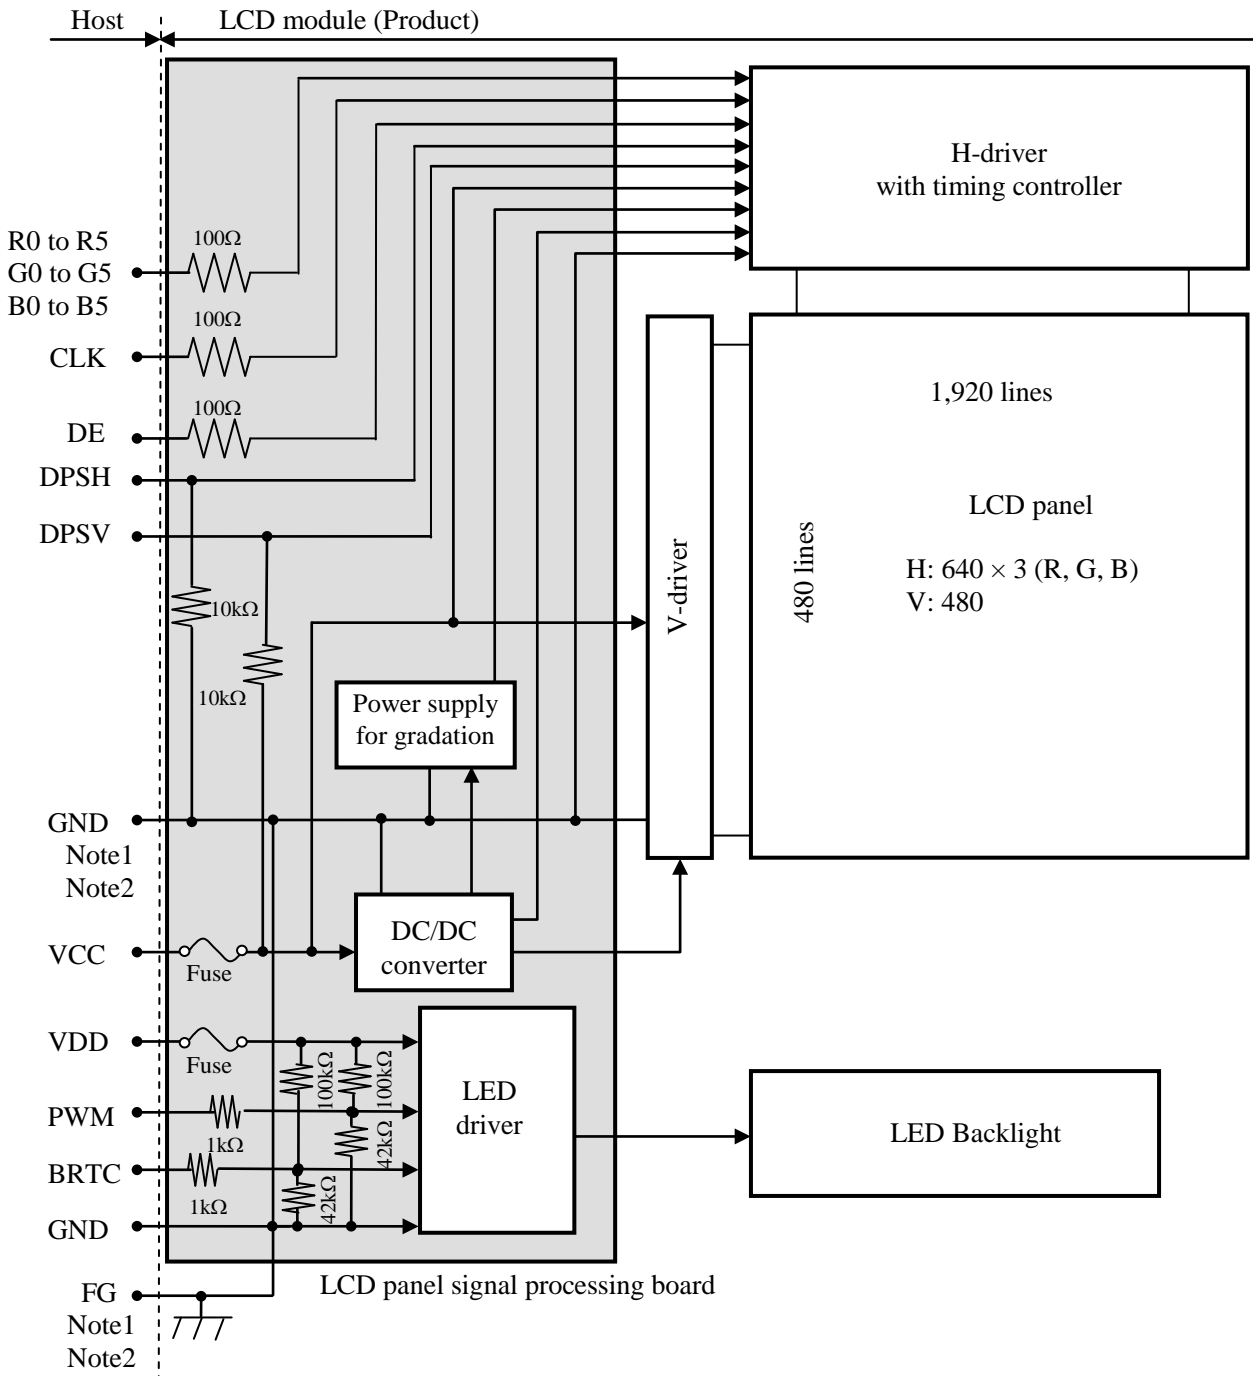 Host
LCD module (Product)
H-driver
with timing controller
R0 to R5
G0 to G5
B0 to B5
100Ω
CLK
100Ω
DE
100Ω
DPSH
DPSV
10kΩ
10kΩ
V-driver
1,920 lines
480 lines
LCD panel
H: 640 × 3 (R, G, B)
V: 480
Power supply
for gradation
GND
Note1
Note2
VCC
Fuse
DC/DC
converter
VDD
Fuse
100kΩ
100kΩ
LED
driver
PWM
1kΩ
42kΩ
BRTC
1kΩ
42kΩ
GND
LED Backlight
LCD panel signal processing board
FG
Note1
Note2